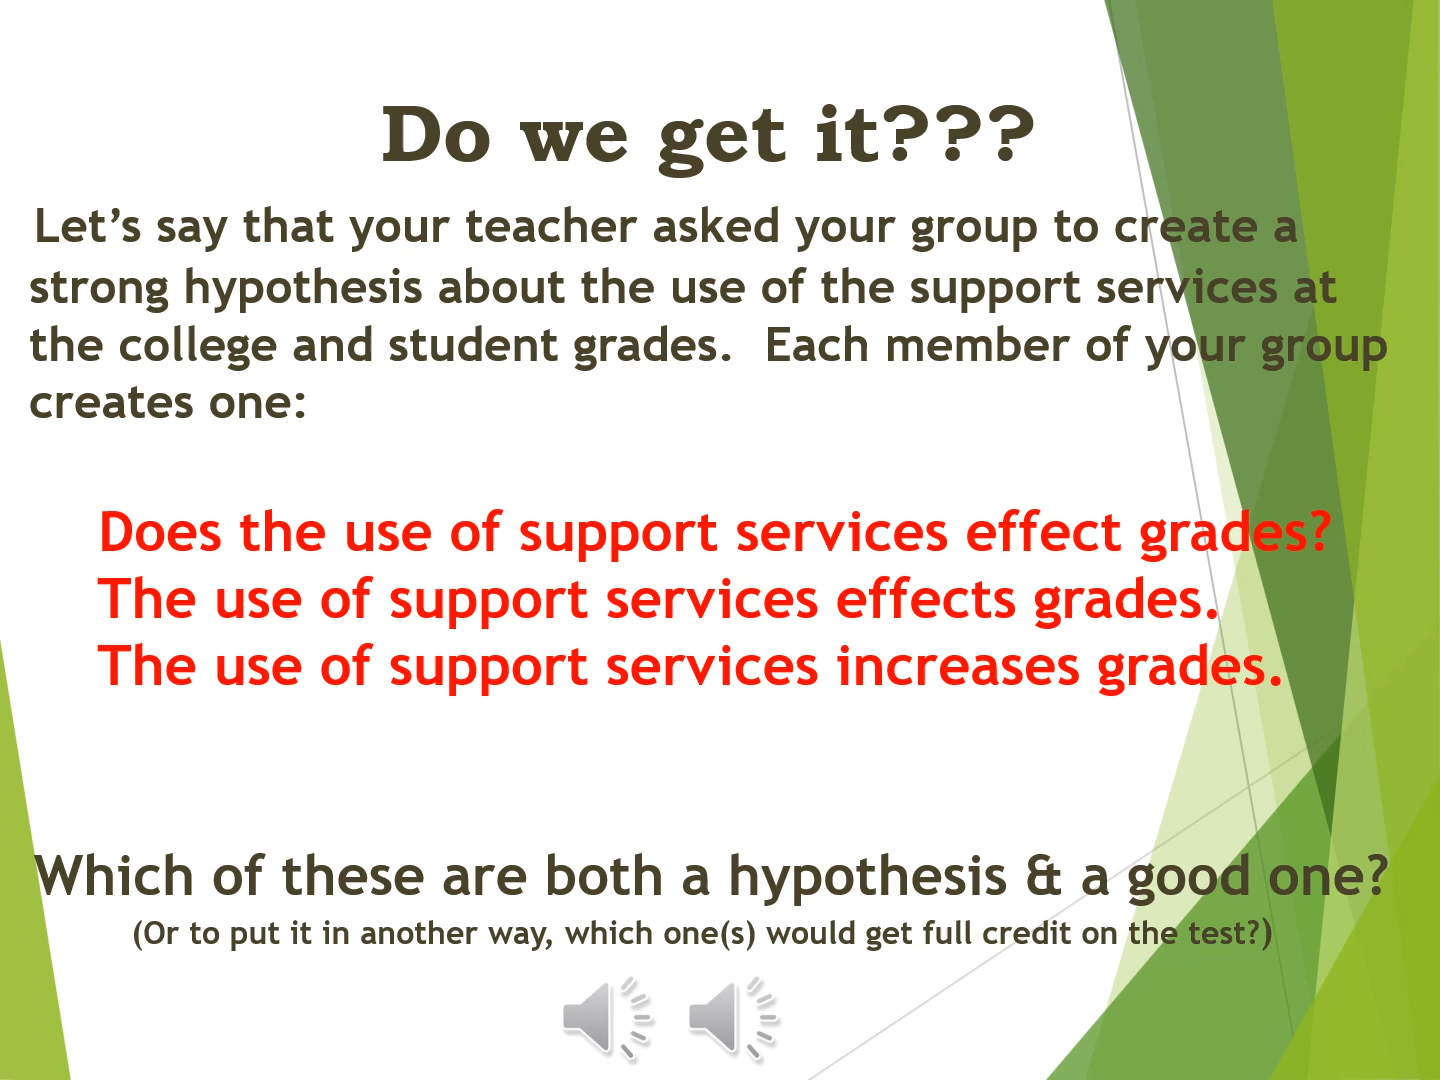 Do we get it???
Let’s say that your teacher asked your group to create a
strong hypothesis about the use of the support services at
the college and student grades.  Each member of your group
creates one:
Does the use of support services effect grades?
The use of support services effects grades.
The use of support services increases grades.
Which of these are both a hypothesis & a good one?
(Or to put it in another way, which one(s) would get full credit on the test?)